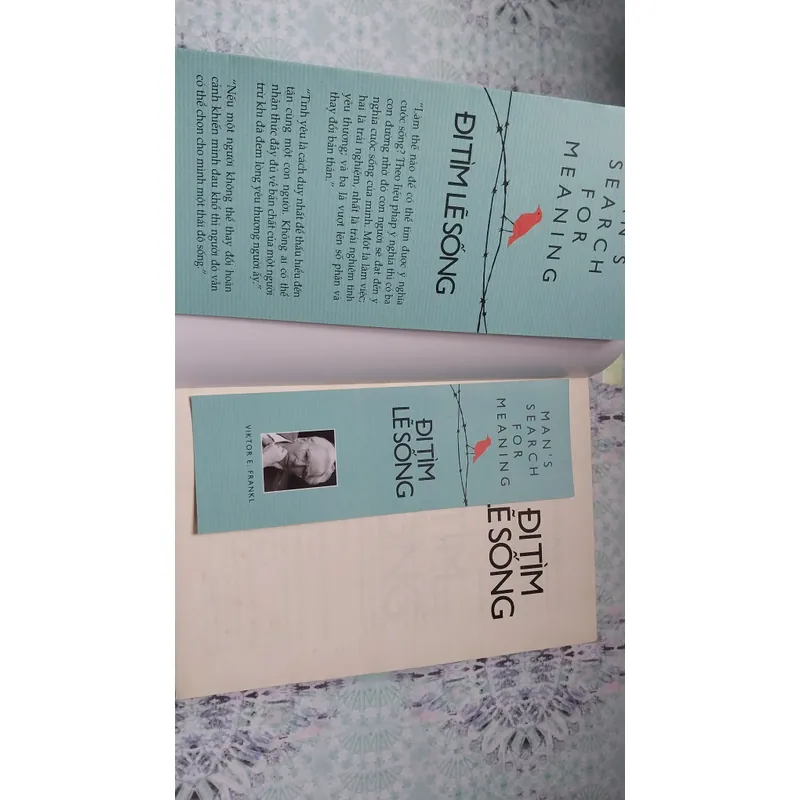 N'S
SEARCH
FOR
MEANING
ĐI TÌM LẼ SỐNG
“Làm thế nào để có thể tìm được ý nghĩa
cuộc sống? Theo liệu pháp ý nghĩa thì có ba
con đường nhờ đó con người sẽ đạt đến ý
nghĩa cuộc sống của mình. Một là làm việc;
hai là trải nghiệm, nhất là trải nghiệm tình
yêu thương; và ba là vượt lên số phận và
thay đổi bản thân.”
“Tình yêu là cách duy nhất để thấu hiểu đến
tận cùng một con người. Không ai có thể
nhận thức đầy đủ về bản chất của một người
trừ khi đã đem lòng yêu thương người ấy.”
“Nếu một người không thể thay đổi hoàn
cảnh khiến mình đau khổ thì người đó vẫn
có thể chọn cho mình một thái độ sống.”
MAN'S
SEARCH
FOR
MEANING
ĐI TÌM
LẼ SỐNG
VIKTOR E. FRANKL
ĐI TÌM
LẼ SỐNG